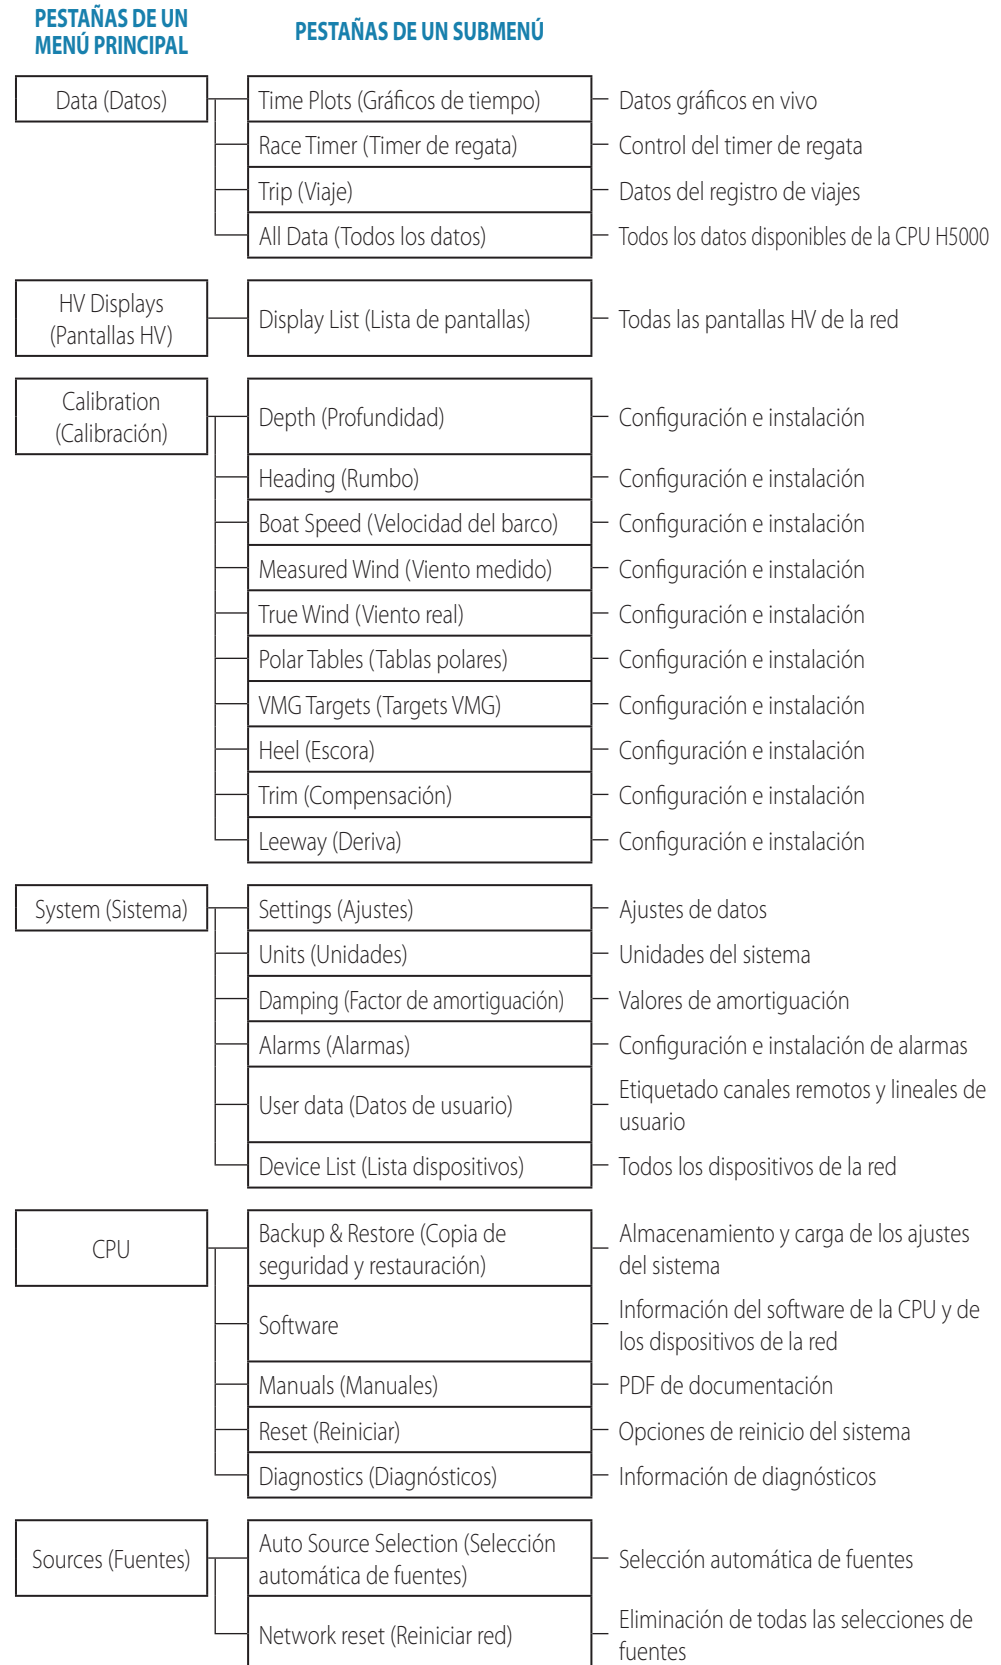 PESTAÑAS DE UN
MENÚ PRINCIPAL
PESTAÑAS DE UN SUBMENÚ
Data (Datos)
Time Plots (Gráficos de tiempo)
Datos gráficos en vivo
Race Timer (Timer de regata)
Control del timer de regata
Trip (Viaje)
Datos del registro de viajes
All Data (Todos los datos)
Todos los datos disponibles de la CPU H5000
HV Displays
(Pantallas HV)
Display List (Lista de pantallas)
Todas las pantallas HV de la red
Calibration
(Calibración)
Depth (Profundidad)
Configuración e instalación
Heading (Rumbo)
Configuración e instalación
Boat Speed (Velocidad del barco)
Configuración e instalación
Measured Wind (Viento medido)
Configuración e instalación
True Wind (Viento real)
Configuración e instalación
Polar Tables (Tablas polares)
Configuración e instalación
VMG Targets (Targets VMG)
Configuración e instalación
Heel (Escora)
Configuración e instalación
Trim (Compensación)
Configuración e instalación
Leeway (Deriva)
Configuración e instalación
System (Sistema)
Settings (Ajustes)
Ajustes de datos
Units (Unidades)
Unidades del sistema
Damping (Factor de amortiguación)
Valores de amortiguación
Alarms (Alarmas)
Configuración e instalación de alarmas
User data (Datos de usuario)
Etiquetado canales remotos y lineales de
usuario
Device List (Lista dispositivos)
Todos los dispositivos de la red
CPU
Backup & Restore (Copia de
seguridad y restauración)
Almacenamiento y carga de los ajustes
del sistema
Software
Información del software de la CPU y de
los dispositivos de la red
Manuals (Manuales)
PDF de documentación
Reset (Reiniciar)
Opciones de reinicio del sistema
Diagnostics (Diagnósticos)
Información de diagnósticos
Sources (Fuentes)
Auto Source Selection (Selección
automática de fuentes)
Selección automática de fuentes
Network reset (Reiniciar red)
Eliminación de todas las selecciones de
fuentes